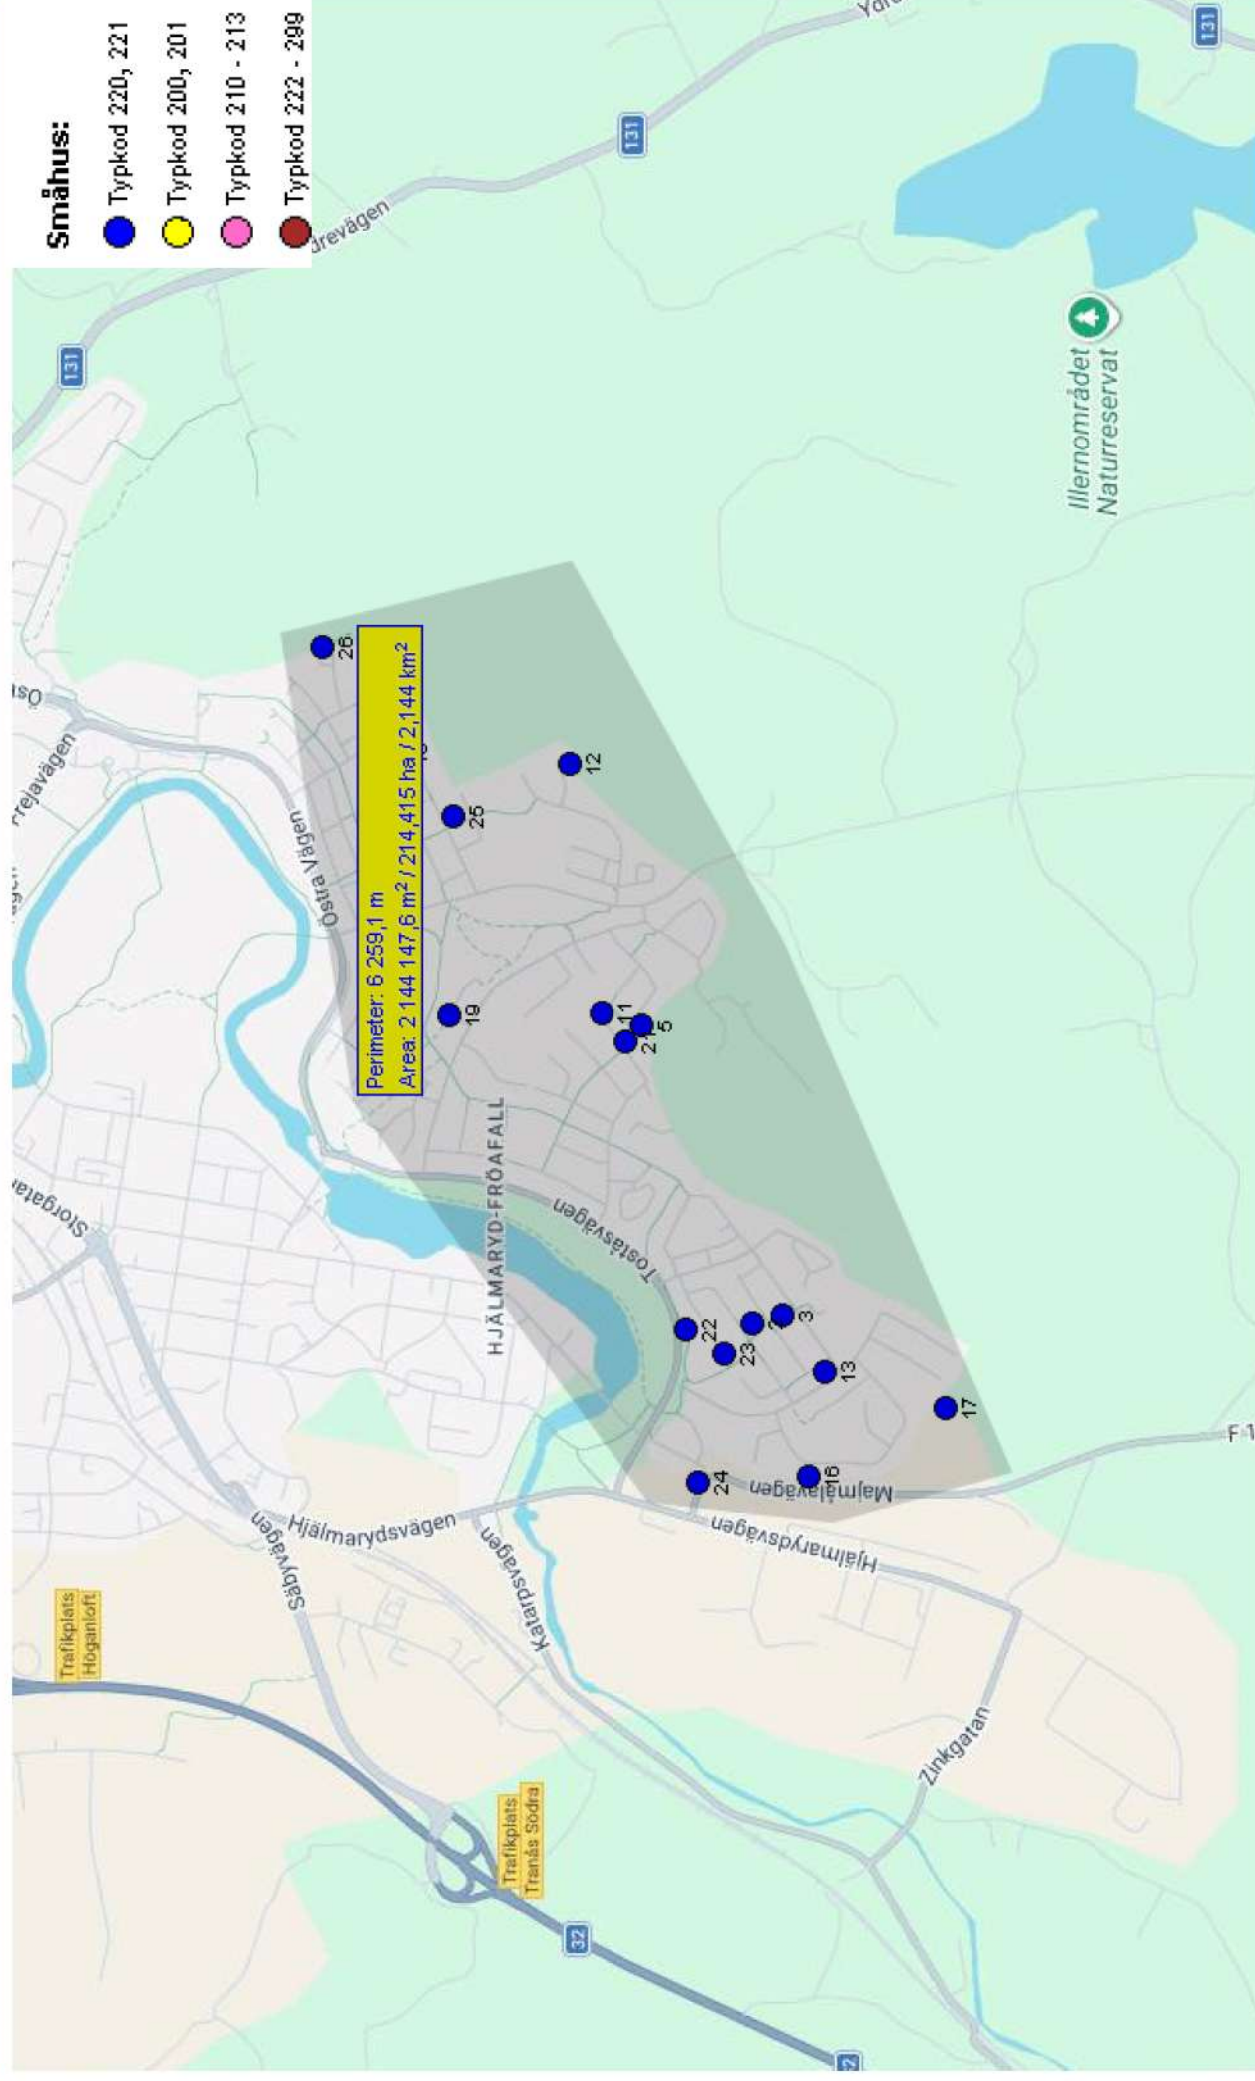 Småhus:
Typkod 220, 221
Typkod 200, 201
Typkod 210 - 213
Typkod 222 - 299
131
131
131
drevägen
Illernområdet
Naturreservat
Östra Vägen
Storgatan
HJÄLMARYD-FRÖAFALL
Toståsvägen
Perimeter: 6 259,1 m
Area: 2 144 147,6 m² / 214,415 ha / 2,144 km²
26
12
25
19
11
5
22
3
23
13
17
16
24
Majmålavägen
Hjälmarydsvägen
Hjälmarydsvägen
Säbyvägen
Katarpsvägen
Zinkgatan
Trafikplats
Höganloft
Trafikplats
Tranås Södra
32